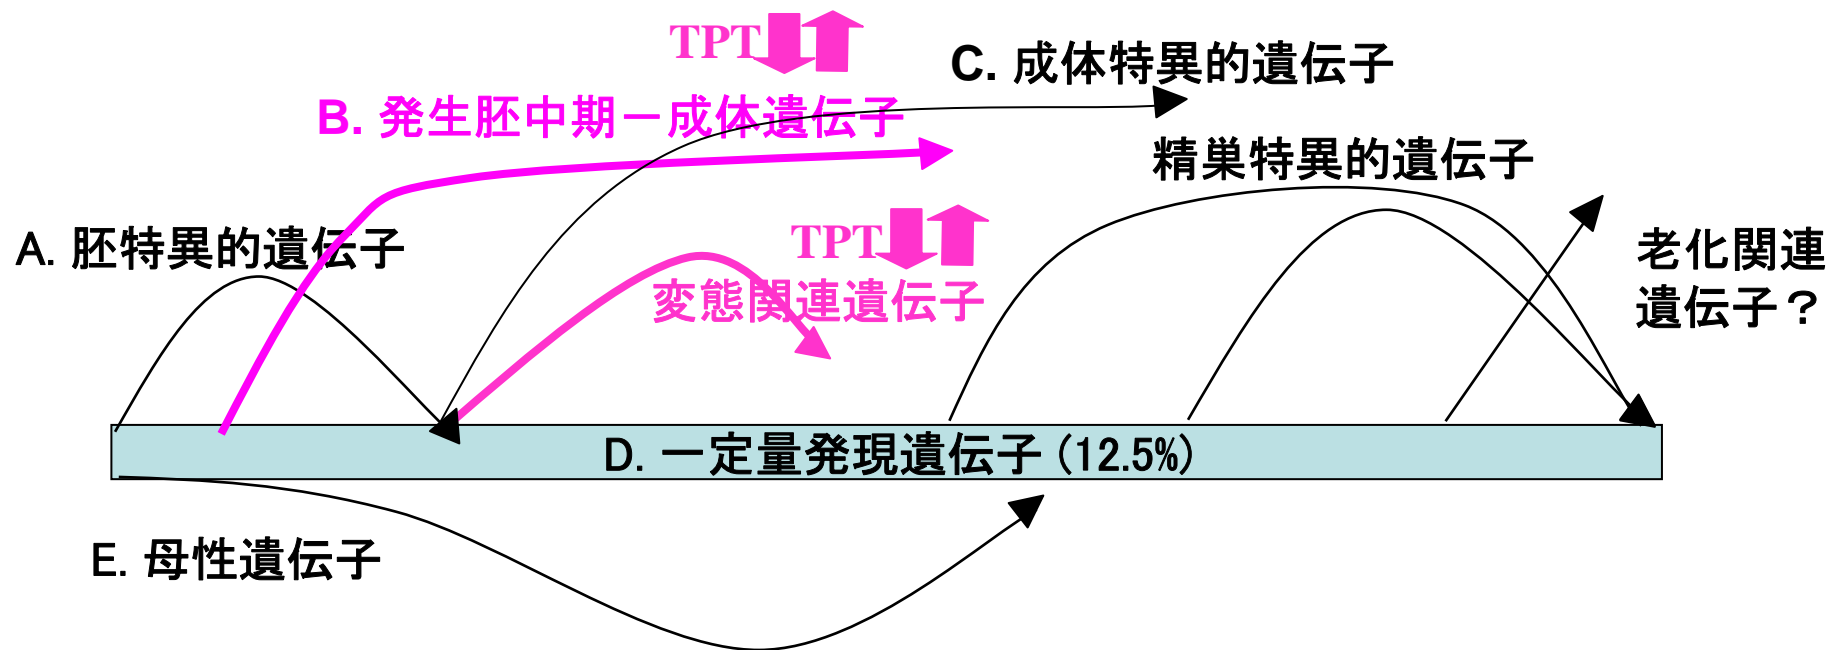 TPT
C. 成体特異的遺伝子
B. 発生胚中期－成体遺伝子
精巣特異的遺伝子
A. 胚特異的遺伝子
TPT
老化関連
遺伝子？
変態関連遺伝子
D. 一定量発現遺伝子 (12.5%)
E. 母性遺伝子